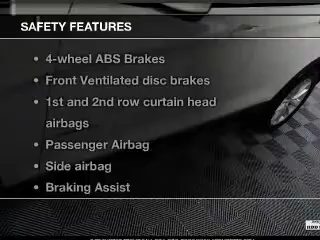 SAFETY FEATURES
• 4-wheel ABS Brakes
• Front Ventilated disc brakes
• 1st and 2nd row curtain head
airbags
• Passenger Airbag
• Side airbag
• Braking Assist